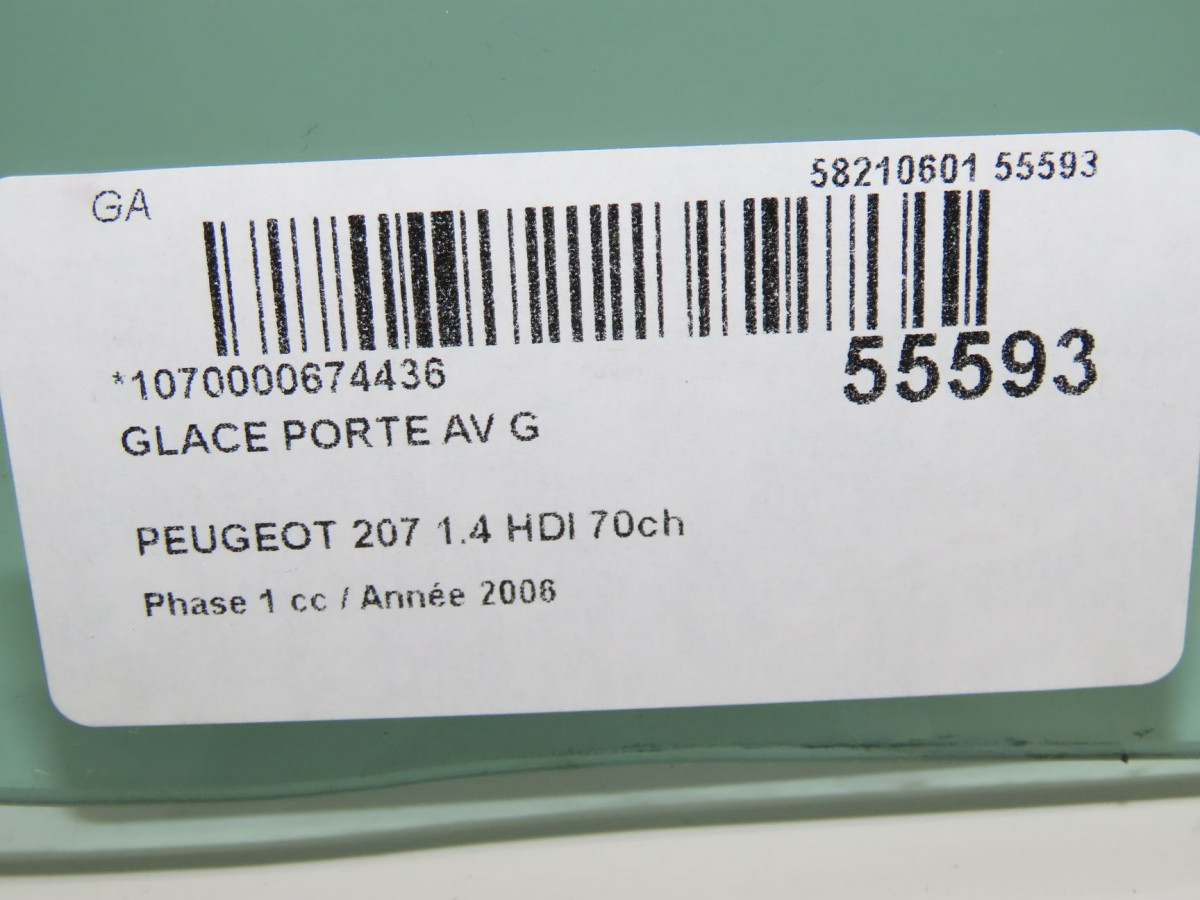 GA
58210601 55593
*1070000674436
55593
GLACE PORTE AV G
PEUGEOT 207 1.4 HDI 70ch
Phase 1 cc / Année 2006